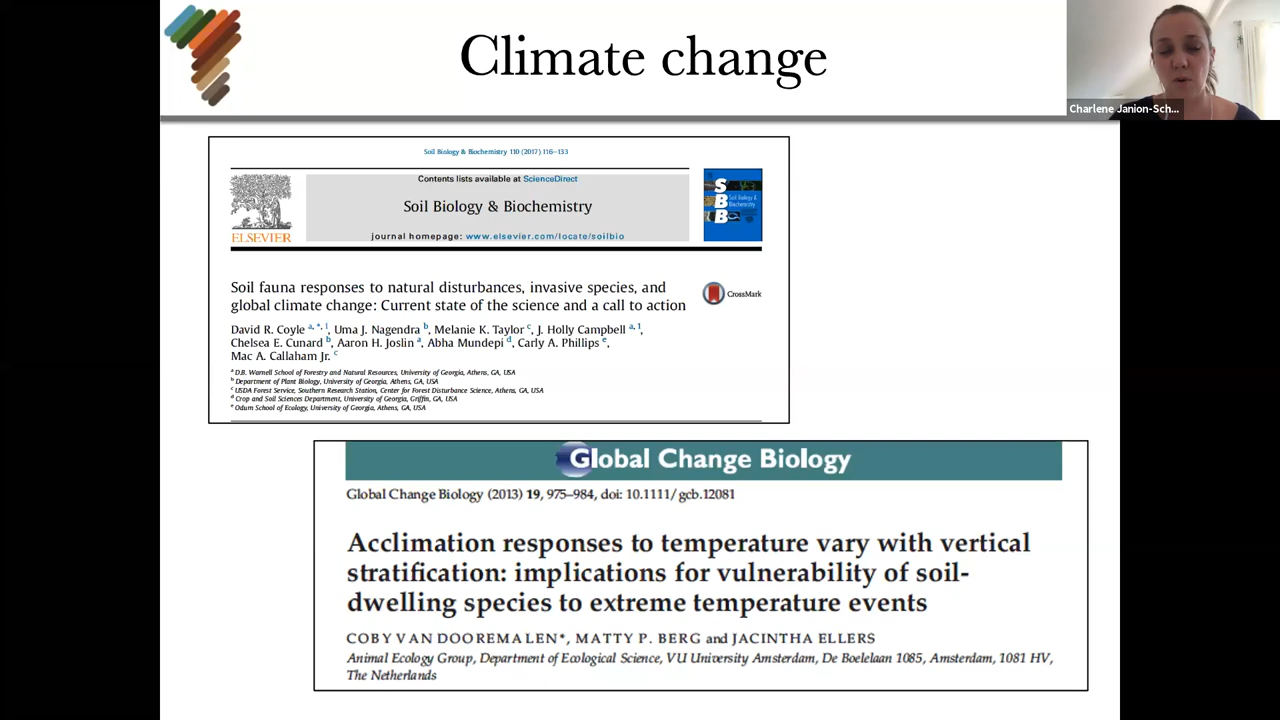 Climate change
Charlene Janion-Sch...
Soil Biology & Biochemistry 110 (2017) 116–133
Contents lists available at ScienceDirect
Soil Biology & Biochemistry
journal homepage: www.elsevier.com/locate/soilbio
ELSEVIER
SBB
Soil Biology &
Biochemistry
Soil fauna responses to natural disturbances, invasive species, and
global climate change: Current state of the science and a call to action
CrossMark
David R. Coyle a, *, 1, Uma J. Nagendra b, Melanie K. Taylor c, J. Holly Campbell a, 1,
Chelsea E. Cunard b, Aaron H. Joslin a, Abha Mundepi d, Carly A. Phillips e,
Mac A. Callaham Jr. c
a D.B. Warnell School of Forestry and Natural Resources, University of Georgia, Athens, GA, USA
b Department of Plant Biology, University of Georgia, Athens, GA, USA
c USDA Forest Service, Southern Research Station, Center for Forest Disturbance Science, Athens, GA, USA
d Crop and Soil Sciences Department, University of Georgia, Griffin, GA, USA
e Odum School of Ecology, University of Georgia, Athens, GA, USA
Global Change Biology
Global Change Biology (2013) 19, 975–984, doi: 10.1111/gcb.12081
Acclimation responses to temperature vary with vertical
stratification: implications for vulnerability of soil-
dwelling species to extreme temperature events
COBY VAN DOOREMALEN*, MATTY P. BERG and JACINTHA ELLERS
Animal Ecology Group, Department of Ecological Science, VU University Amsterdam, De Boelelaan 1085, Amsterdam, 1081 HV,
The Netherlands